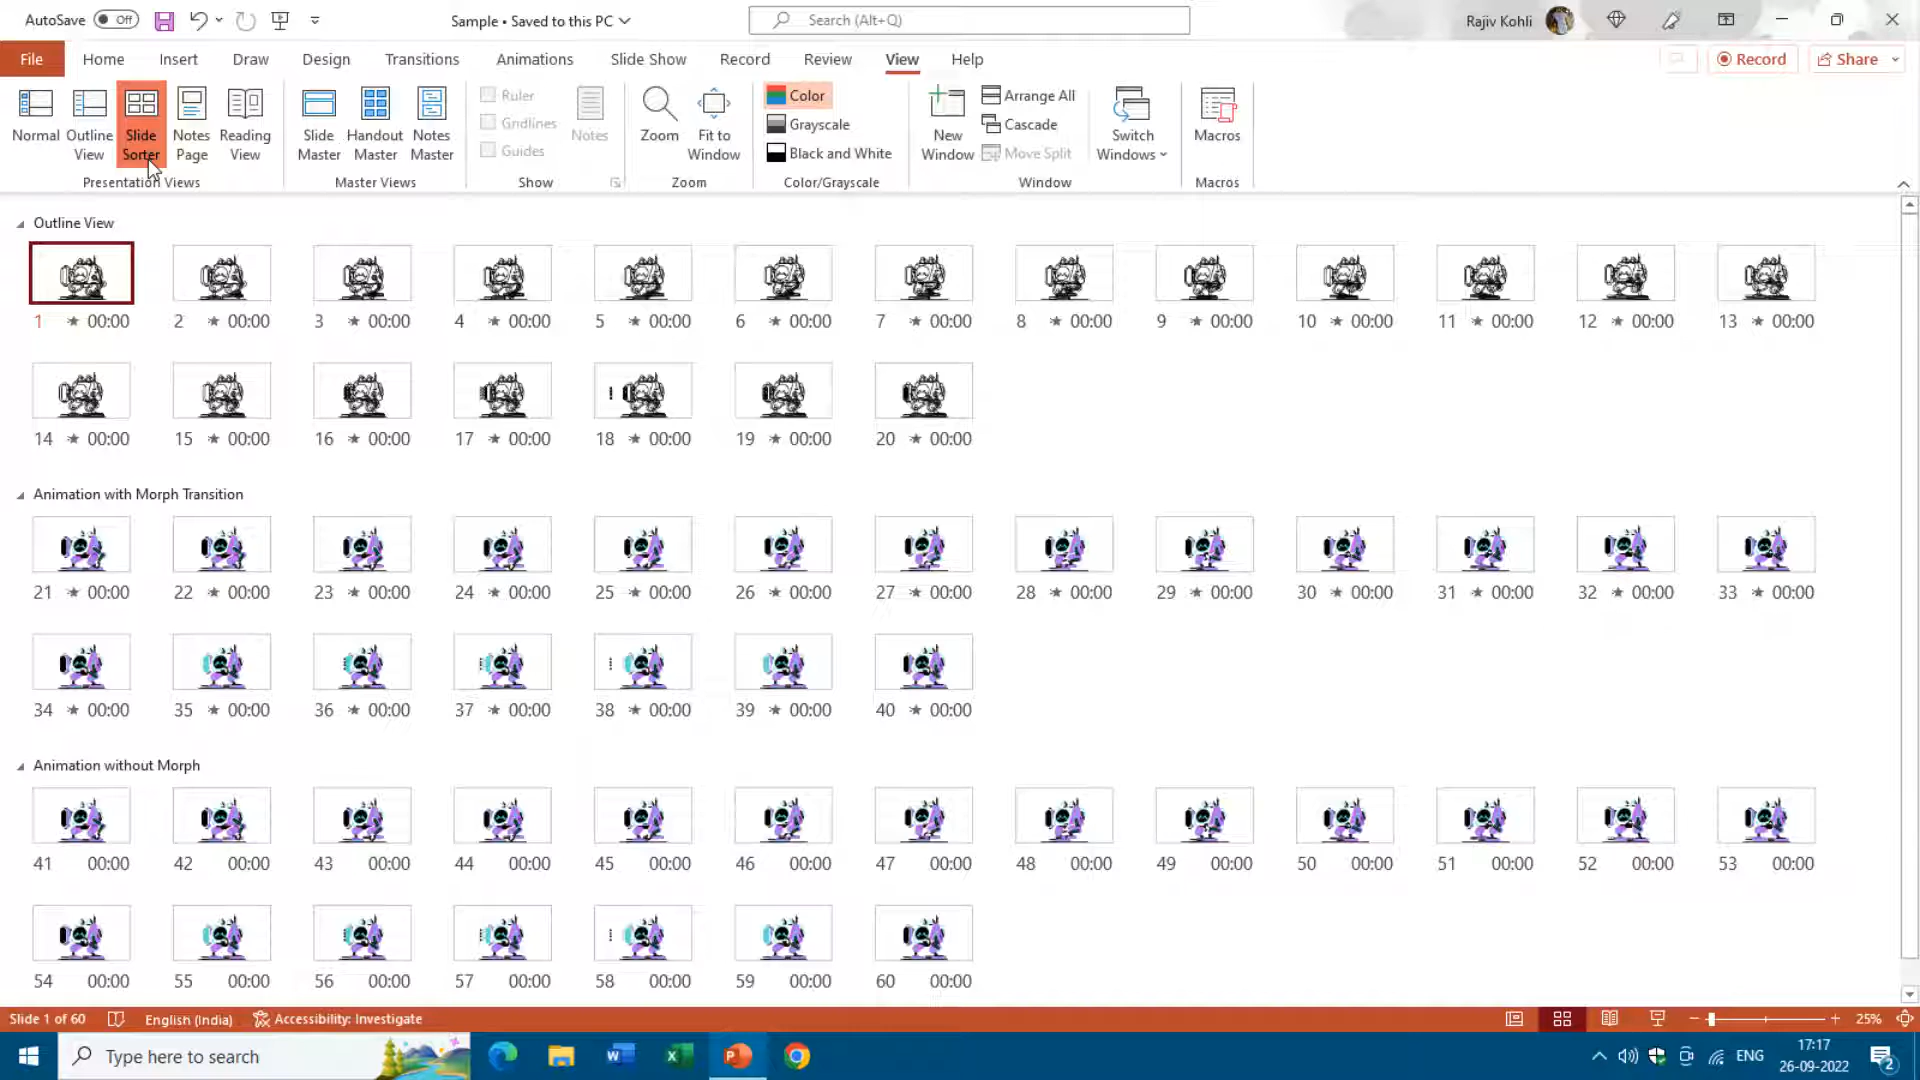 AutoSave Off Sample • Saved to this PC Search (Alt+Q) Rajiv Kohli
File Home Insert Draw Design Transitions Animations Slide Show Record Review View Help Record Share
Normal Outline View Slide Sorter Notes Page Reading View
Presentation Views
Slide Master Handout Master Notes Master
Master Views
Ruler
Gridlines
Guides
Notes
Show
Zoom Fit to Window
Zoom
Color
Grayscale
Black and White
Color/Grayscale
New Window
Arrange All
Cascade
Move Split
Switch Windows
Window
Macros
Macros
Outline View
1 00:00 2 00:00 3 00:00 4 00:00 5 00:00 6 00:00 7 00:00 8 00:00 9 00:00 10 00:00 11 00:00 12 00:00 13 00:00
14 00:00 15 00:00 16 00:00 17 00:00 18 00:00 19 00:00 20 00:00
Animation with Morph Transition
21 00:00 22 00:00 23 00:00 24 00:00 25 00:00 26 00:00 27 00:00 28 00:00 29 00:00 30 00:00 31 00:00 32 00:00 33 00:00
34 00:00 35 00:00 36 00:00 37 00:00 38 00:00 39 00:00 40 00:00
Animation without Morph
41 00:00 42 00:00 43 00:00 44 00:00 45 00:00 46 00:00 47 00:00 48 00:00 49 00:00 50 00:00 51 00:00 52 00:00 53 00:00
54 00:00 55 00:00 56 00:00 57 00:00 58 00:00 59 00:00 60 00:00
Slide 1 of 60 English (India) Accessibility: Investigate 25%
Type here to search ENG 17:17
26-09-2022
2